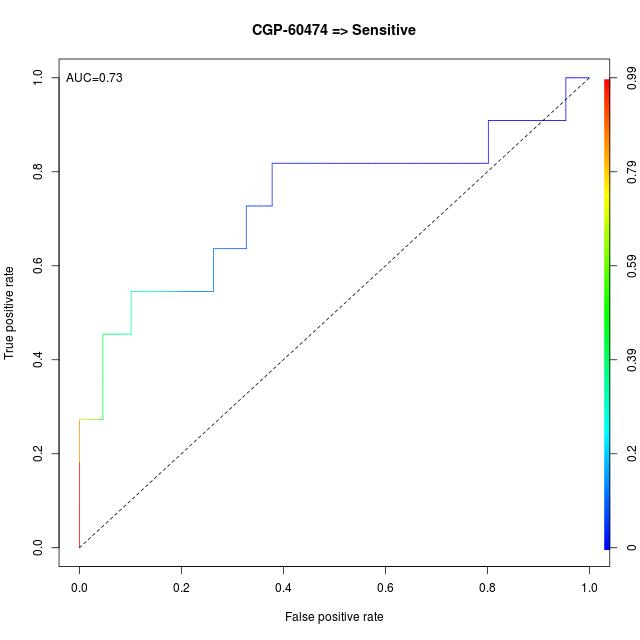 CGP-60474 => Sensitive
AUC=0.73
True positive rate
1.0
0.8
0.6
0.4
0.2
0.0
0.0 0.2 0.4 0.6 0.8 1.0
False positive rate
0.99
0.79
0.59
0.39
0.2
0